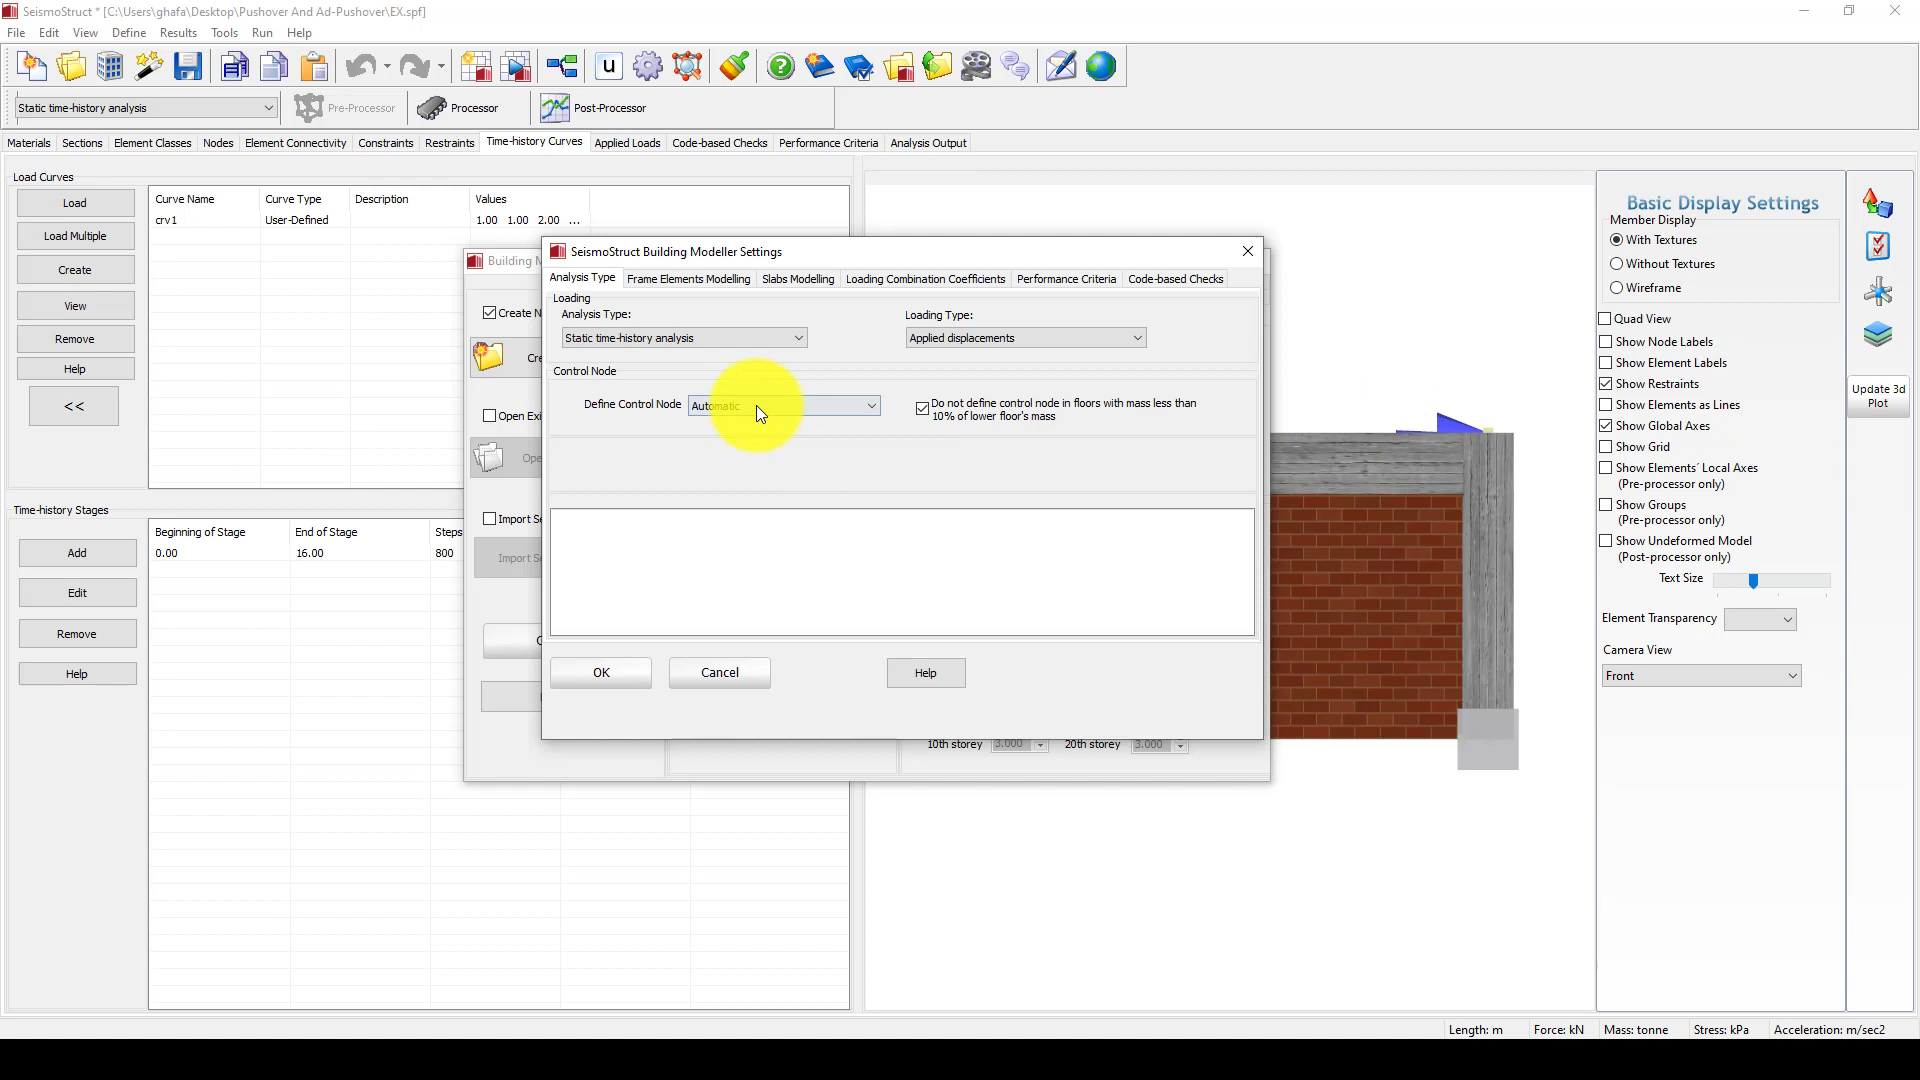 SeismoStruct * [C:\Users\ghafa\Desktop\Pushover And Ad-Pushover\EX.spf]
File Edit View Define Results Tools Run Help
u
Static time-history analysis Pre-Processor Processor Post-Processor
Materials Sections Element Classes Nodes Element Connectivity Constraints Restraints Time-history Curves Applied Loads Code-based Checks Performance Criteria Analysis Output
Load Curves
Load
Load Multiple
Create
View
Remove
Help
<<
Curve Name Curve Type Description Values
crv1 User-Defined 1.00 1.00 2.00 ...
Time-history Stages
Add
Edit
Remove
Help
Beginning of Stage End of Stage Steps
0.00 16.00 800
Building M
Create N
Cre
Open Exi
Ope
Import Se
Import Se
10th storey 3.000 20th storey 3.000
SeismoStruct Building Modeller Settings
Analysis Type Frame Elements Modelling Slabs Modelling Loading Combination Coefficients Performance Criteria Code-based Checks
Loading
Analysis Type: Loading Type:
Static time-history analysis Applied displacements
Control Node
Define Control Node Automatic
Do not define control node in floors with mass less than
10% of lower floor's mass
OK Cancel Help
Basic Display Settings
Member Display
With Textures
Without Textures
Wireframe
Quad View
Show Node Labels
Show Element Labels
Show Restraints
Show Elements as Lines
Show Global Axes
Show Grid
Show Elements' Local Axes
(Pre-processor only)
Show Groups
(Pre-processor only)
Show Undeformed Model
(Post-processor only)
Text Size
Element Transparency
Camera View
Front
Update 3d
Plot
Length: m Force: kN Mass: tonne Stress: kPa Acceleration: m/sec2